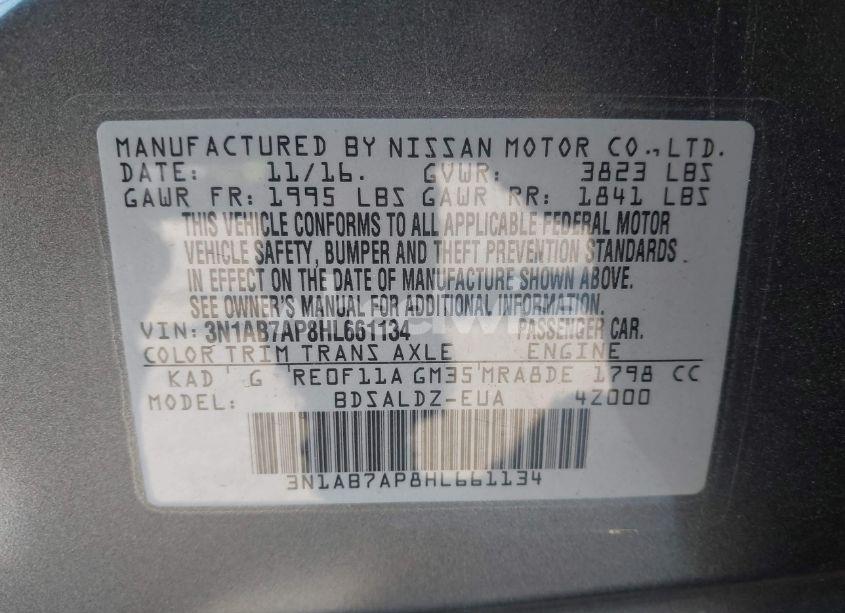 MANUFACTURED BY NISSAN MOTOR CO.,LTD.
DATE: 11/16. GVWR: 3823 LBS
GAWR FR: 1995 LBS GAWR RR: 1841 LBS
THIS VEHICLE CONFORMS TO ALL APPLICABLE FEDERAL MOTOR
VEHICLE SAFETY, BUMPER AND THEFT PREVENTION STANDARDS
IN EFFECT ON THE DATE OF MANUFACTURE SHOWN ABOVE.
SEE OWNER'S MANUAL FOR ADDITIONAL INFORMATION.
VIN: 3N1AB7AP8HL661134 PASSENGER CAR.
COLOR TRIM TRANS AXLE ENGINE
KAD G RE0F11A GM35 MRA8DE 1798 CC
MODEL: BDSALDZ-EUA 4Z000
3N1AB7AP8HL661134